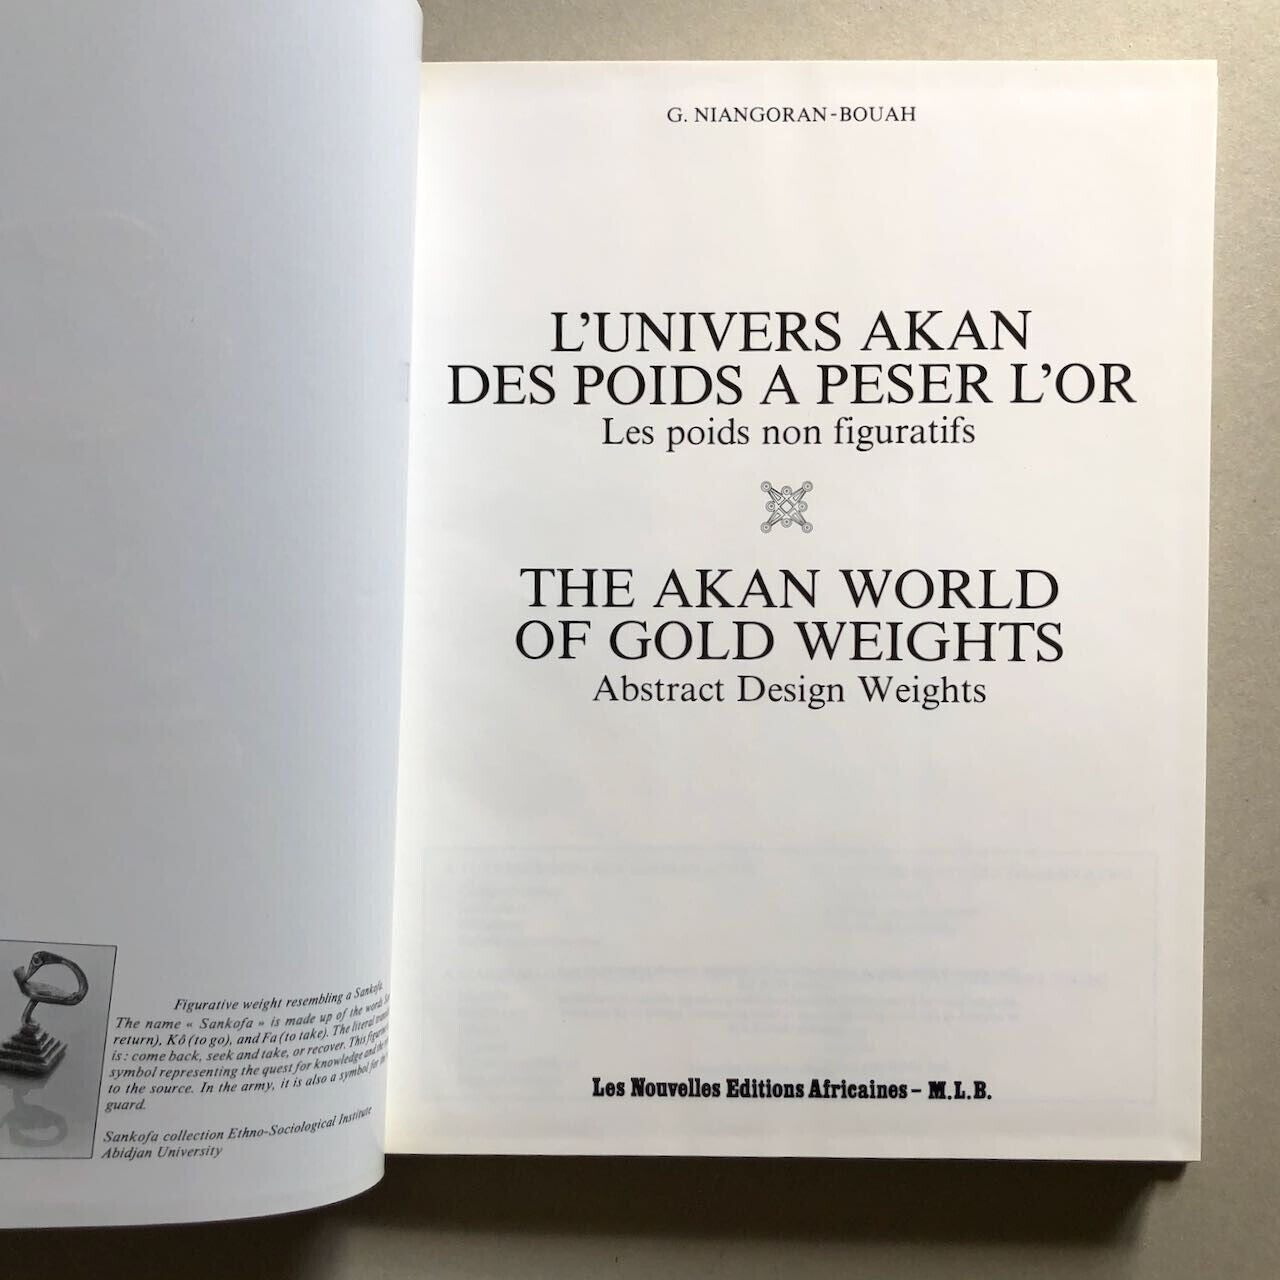 Figurative weight resembling a Sankofa.
The name « Sankofa » is made up of the words
return), Kô (to go), and Fa (to take). The literal
is : come back, seek and take, or recover. This
symbol representing the quest for knowledge and the
to the source. In the army, it is also a symbol for the
guard.
Sankofa collection Ethno-Sociological Institute
Abidjan University
G. NIANGORAN-BOUAH
L'UNIVERS AKAN
DES POIDS A PESER L'OR
Les poids non figuratifs
THE AKAN WORLD
OF GOLD WEIGHTS
Abstract Design Weights
Les Nouvelles Editions Africaines – M.L.B.